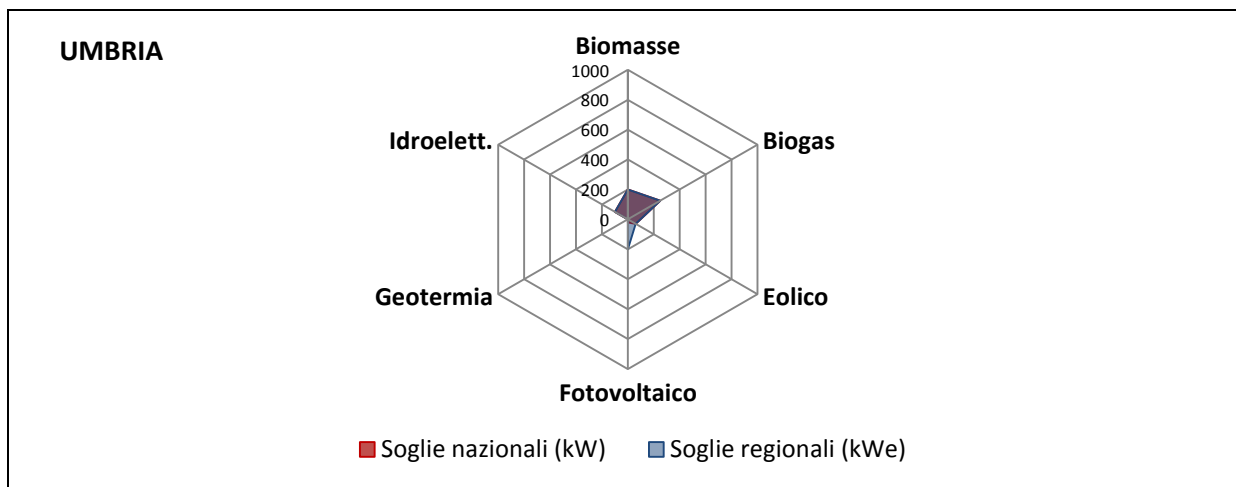 UMBRIA
Biomasse
1000
800
600
400
200
0
Idroelett.
Biogas
Geotermia
Eolico
Fotovoltaico
Soglie nazionali (kW)
Soglie regionali (kWe)